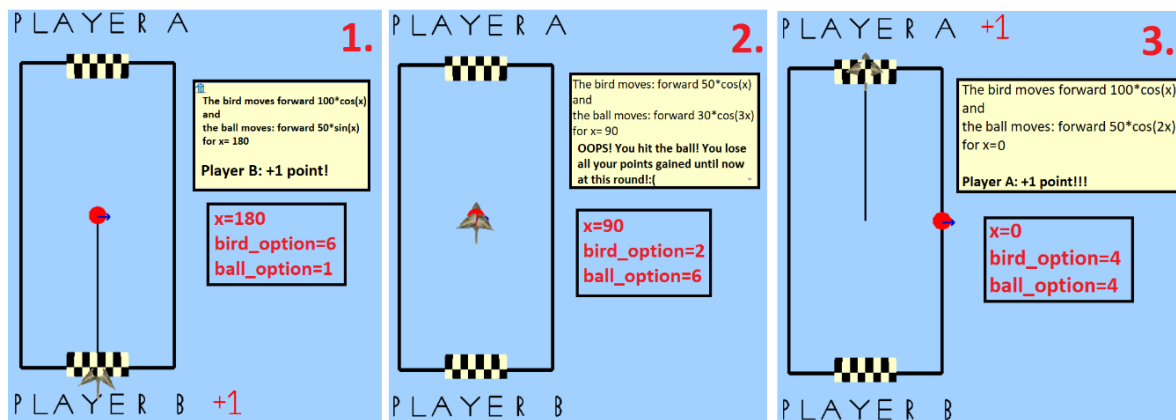 PLAYER A
1.
The bird moves forward 100*cos(x)
and
the ball moves: forward 50*sin(x)
for x= 180
Player B: +1 point!
x=180
bird_option=6
ball_option=1
PLAYER B +1
PLAYER A
2.
The bird moves: forward 50*cos(x)
and
the ball moves: forward 30*cos(3x)
for x= 90
OOPS! You hit the ball! You lose
all your points gained until now
at this round!:(
x=90
bird_option=2
ball_option=6
PLAYER B
PLAYER A +1
3.
The bird moves forward 100*cos(x)
and
the ball moves: forward 50*cos(2x)
for x=0
Player A: +1 point!!!
x=0
bird_option=4
ball_option=4
PLAYER B